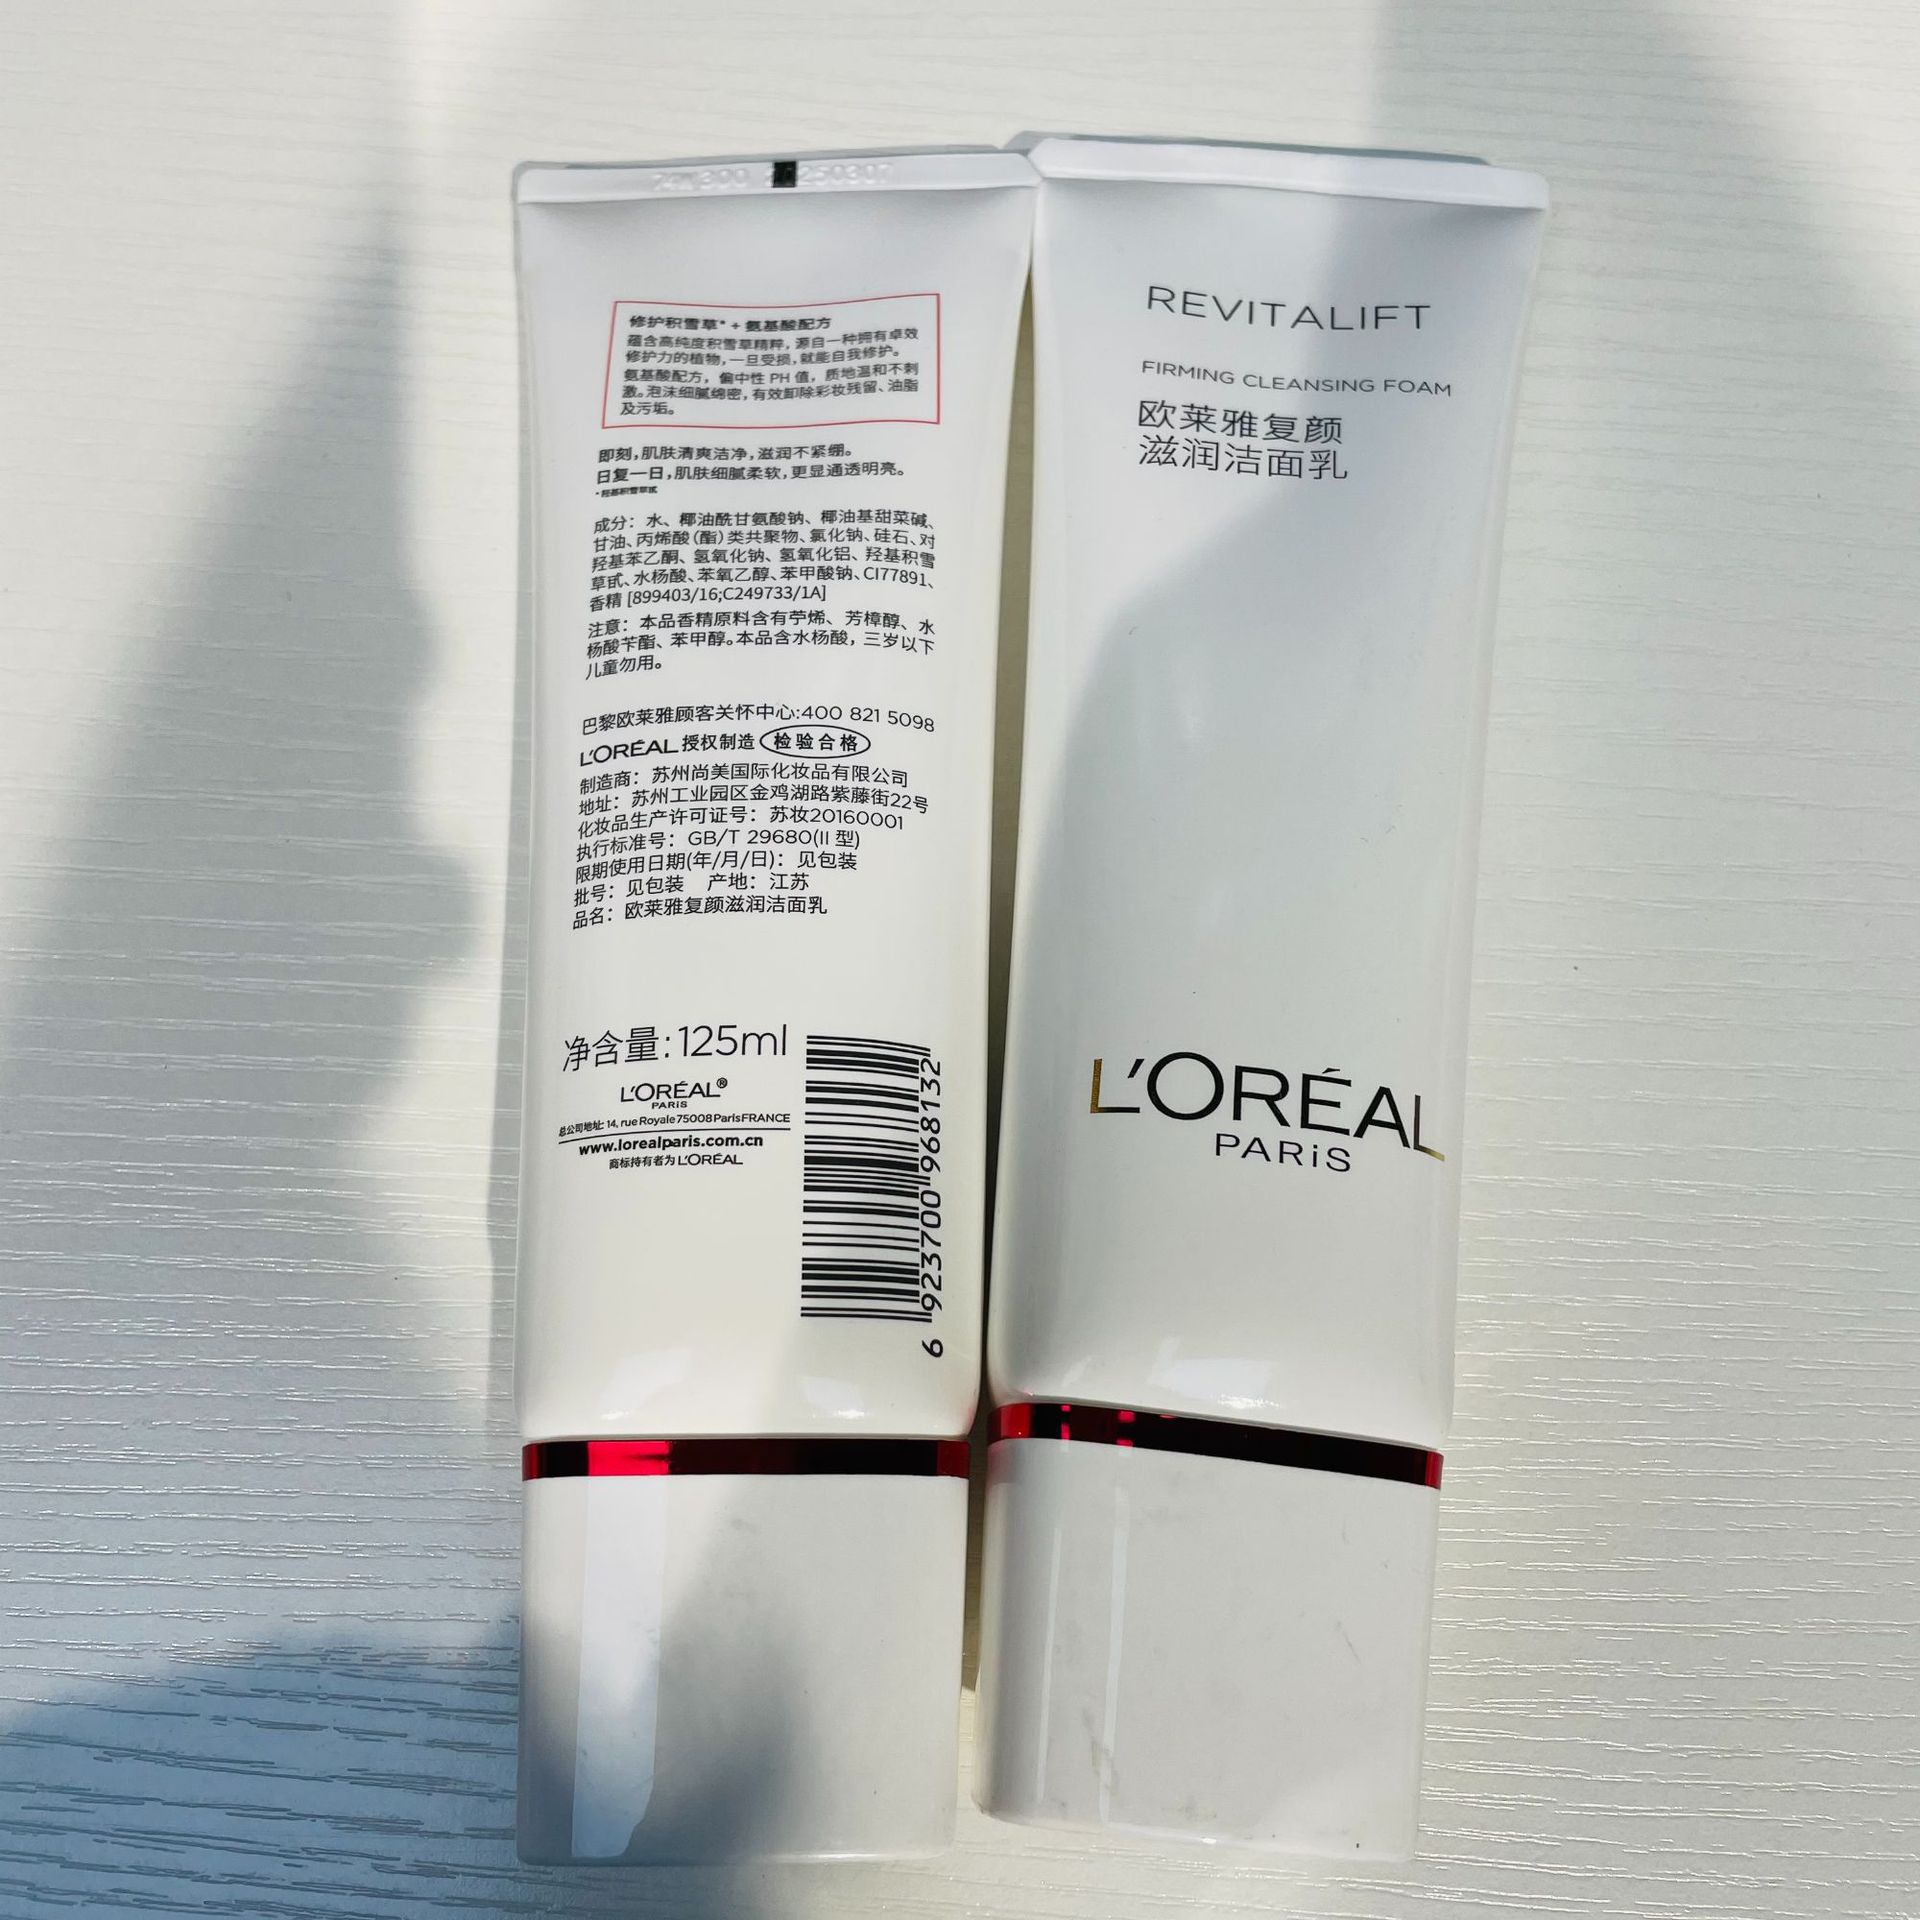 修护积雪草* + 氨基酸配方
蕴含高纯度积雪草精粹，源自一种拥有卓效
修护力的植物，一旦受损，就能自我修护。
氨基酸配方，偏中性 PH 值，质地温和不刺
激。泡沫细腻绵密，有效卸除彩妆残留、油脂
及污垢。
即刻，肌肤清爽洁净，滋润不紧绷。
日复一日，肌肤细腻柔软，更显通透明亮。
*羟基积雪草甙
成分：水、椰油酰甘氨酸钠、椰油基甜菜碱、
甘油、丙烯酸（酯）类共聚物、氯化钠、硅石、对
羟基苯乙酮、氢氧化钠、氢氧化铝、羟基积雪
草甙、水杨酸、苯氧乙醇、苯甲酸钠、CI77891、
香精 [899403/16;C249733/1A]
注意：本品香精原料含有苧烯、芳樟醇、水
杨酸苄酯、苯甲醇。本品含水杨酸，三岁以下
儿童勿用。
巴黎欧莱雅顾客关怀中心:400 821 5098
L'ORÉAL 授权制造 检验合格
制造商：苏州尚美国际化妆品有限公司
地址：苏州工业园区金鸡湖路紫藤街22号
化妆品生产许可证号：苏妆20160001
执行标准号：GB/T 29680(II 型)
限期使用日期(年/月/日)：见包装
批号：见包装 产地：江苏
品名：欧莱雅复颜滋润洁面乳
净含量:125ml
L'ORÉAL®
PARiS
总公司地址: 14, rue Royale 75008 Paris FRANCE
www.lorealparis.com.cn
商标持有者为 L'ORÉAL
6 923700 968132
REVITALIFT
FIRMING CLEANSING FOAM
欧莱雅复颜
滋润洁面乳
L'ORÉAL
PARiS